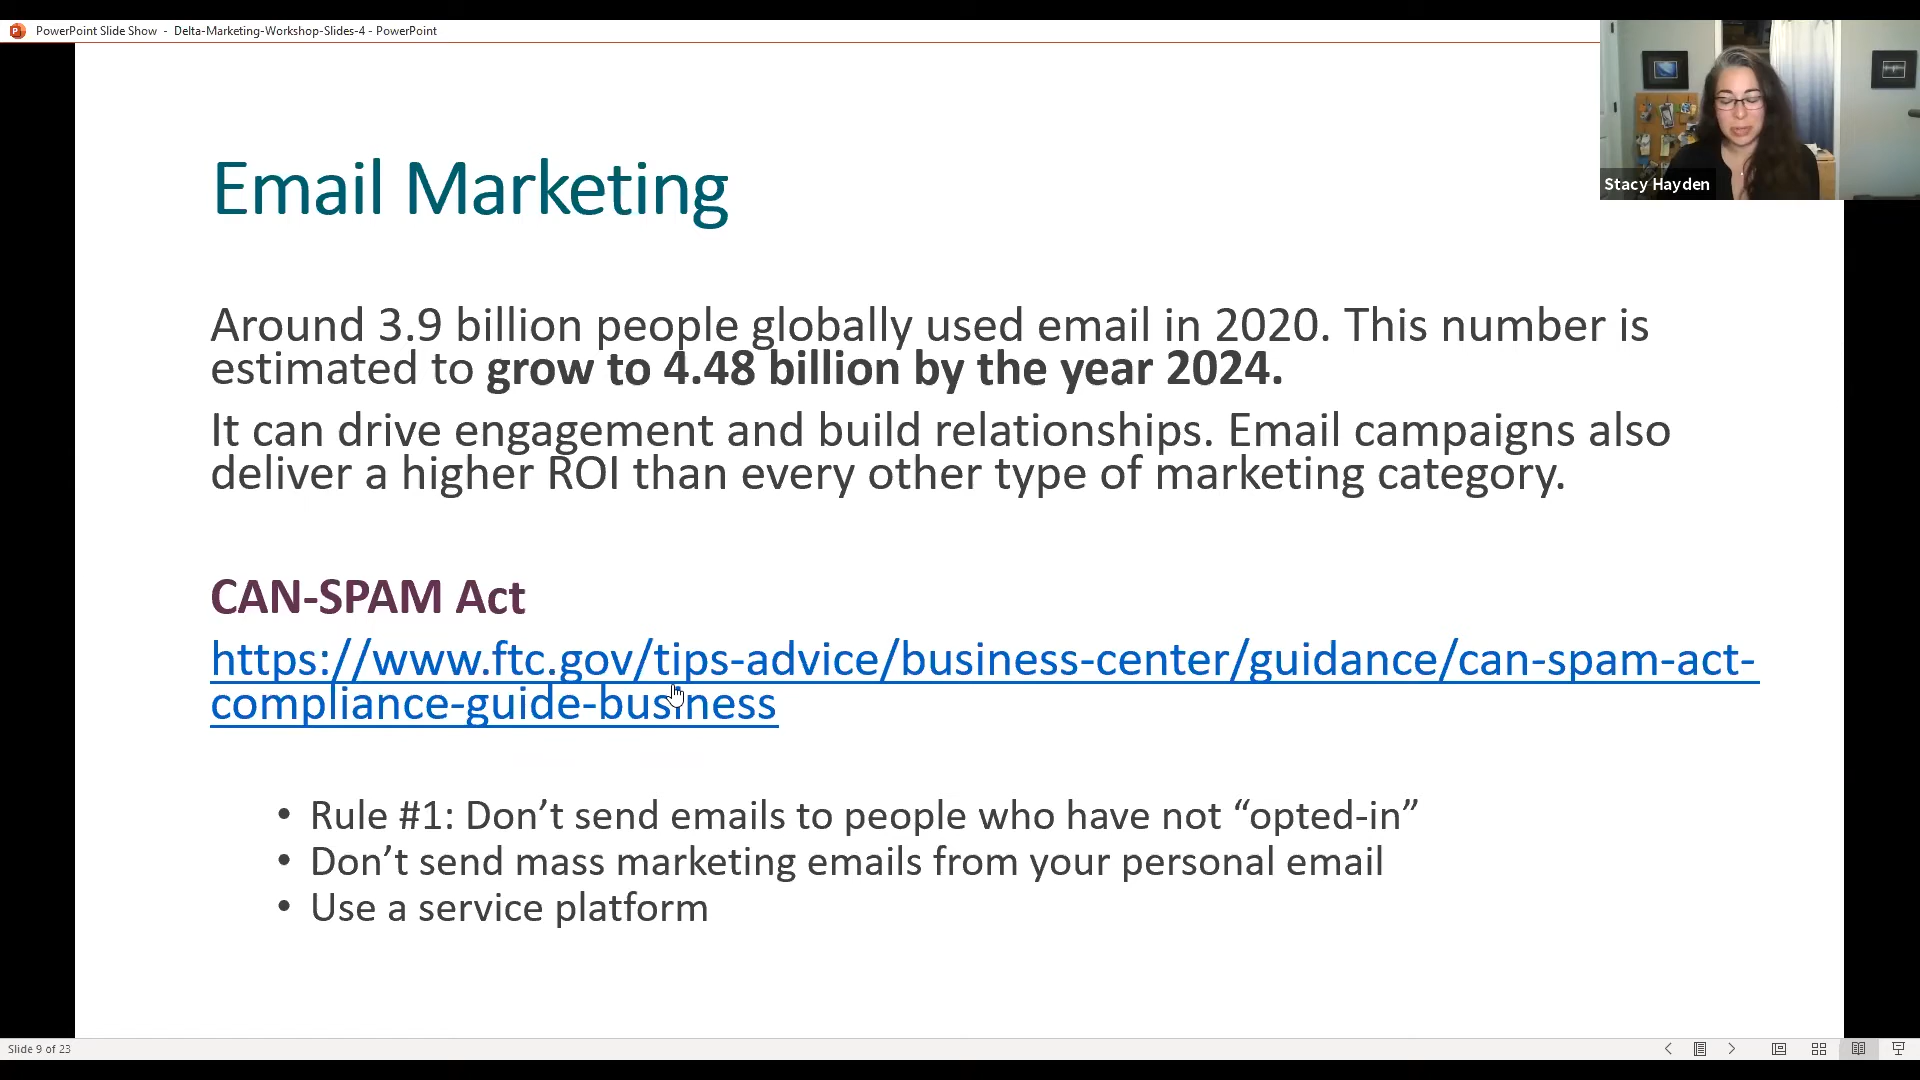 PowerPoint Slide Show - Delta-Marketing-Workshop-Slides-4 - PowerPoint
Stacy Hayden
Email Marketing
Around 3.9 billion people globally used email in 2020. This number is
estimated to grow to 4.48 billion by the year 2024.
It can drive engagement and build relationships. Email campaigns also
deliver a higher ROI than every other type of marketing category.
CAN-SPAM Act
https://www.ftc.gov/tips-advice/business-center/guidance/can-spam-act-
compliance-guide-business
• Rule #1: Don’t send emails to people who have not “opted-in”
• Don’t send mass marketing emails from your personal email
• Use a service platform
Slide 9 of 23